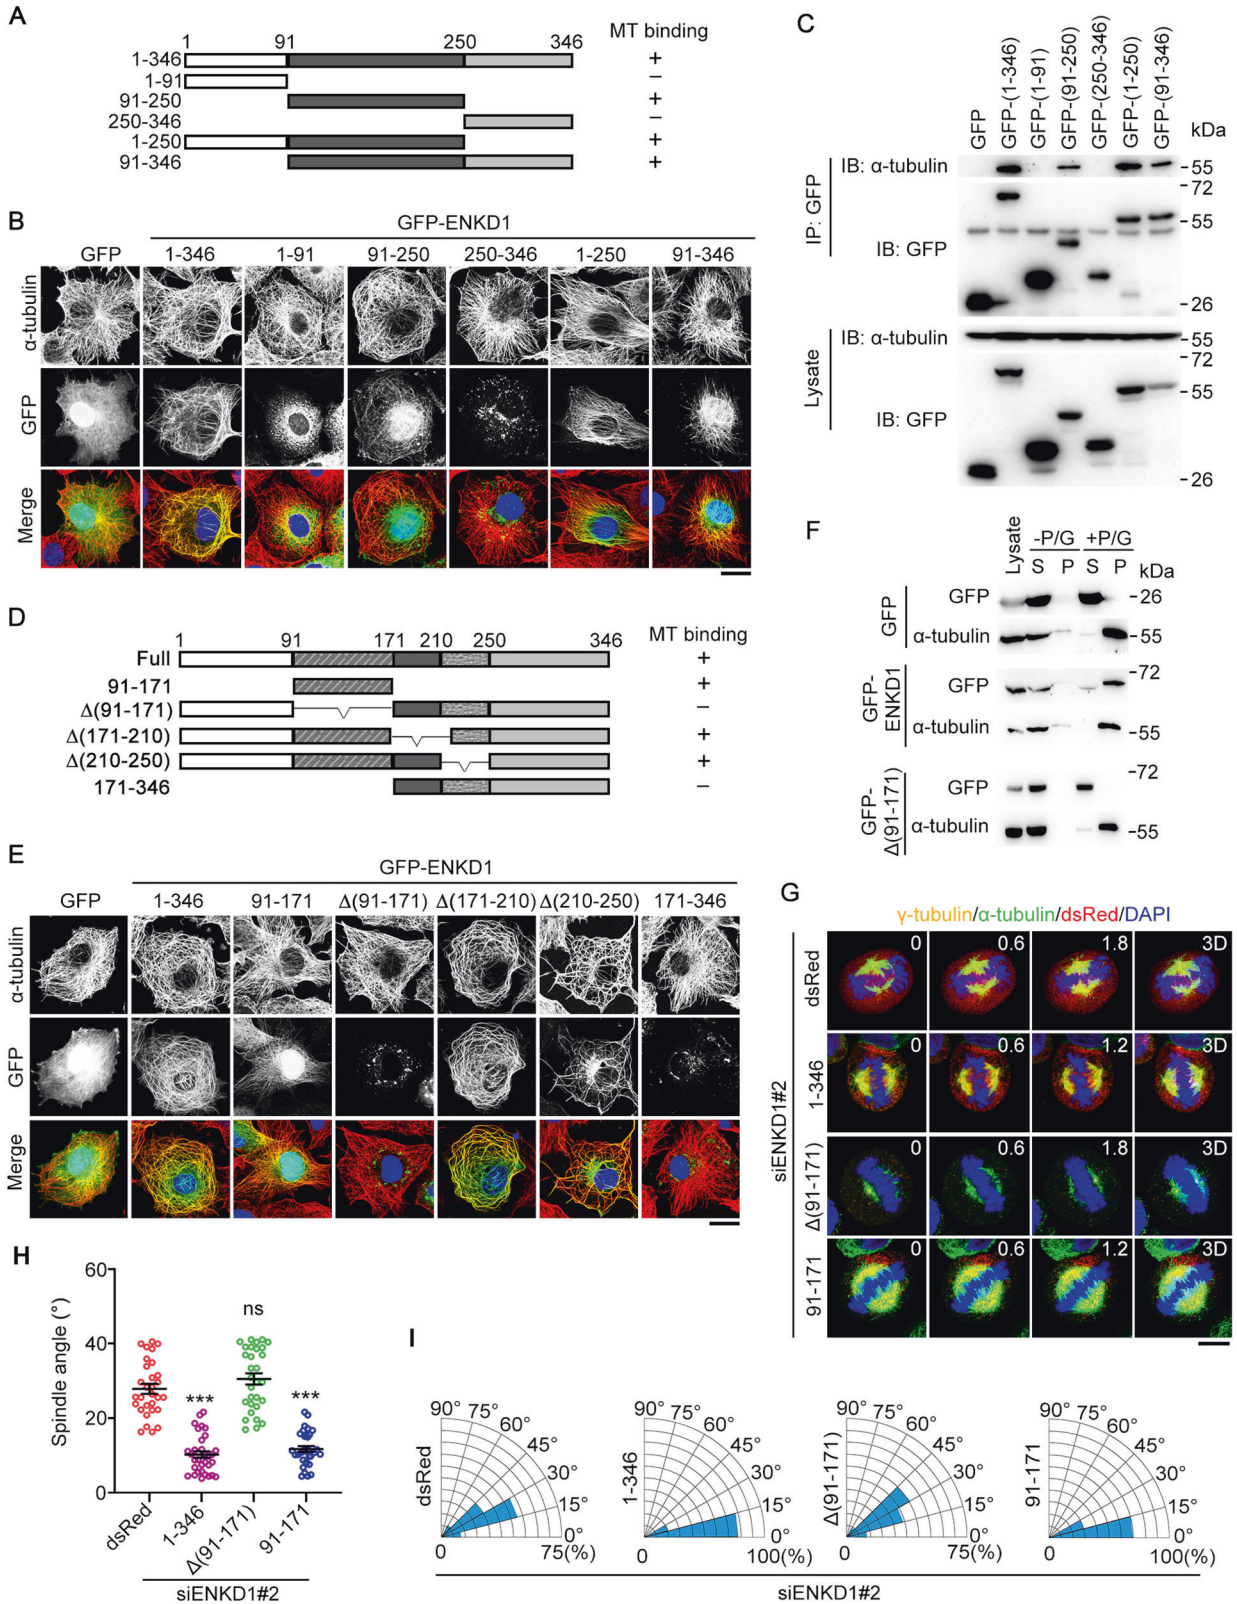 A
MT binding
1 91 250 346
1-346 +
1-91 −
91-250 +
250-346 −
1-250 +
91-346 +
B
GFP-ENKD1
GFP 1-346 1-91 91-250 250-346 1-250 91-346
α-tubulin
GFP
Merge
C
GFP
GFP-(1-346)
GFP-(1-91)
GFP-(91-250)
GFP-(250-346)
GFP-(1-250)
GFP-(91-346)
kDa
IP: GFP
IB: α-tubulin -55
-72
-55
IB: GFP
-26
Lysate
IB: α-tubulin -55
-72
-55
IB: GFP
-26
D
MT binding
1 91 171 210 250 346
Full +
91-171 +
Δ(91-171) −
Δ(171-210) +
Δ(210-250) +
171-346 −
E
GFP-ENKD1
GFP 1-346 91-171 Δ(91-171) Δ(171-210) Δ(210-250) 171-346
α-tubulin
GFP
Merge
F
Lysate
-P/G +P/G
S P S P
kDa
GFP
GFP -26
α-tubulin -55
GFP-
ENKD1
-72
GFP
α-tubulin -55
GFP-
Δ(91-171)
-72
GFP
α-tubulin -55
G
γ-tubulin/α-tubulin/dsRed/DAPI
siENKD1#2
dsRed
0 0.6 1.8 3D
1-346
0 0.6 1.2 3D
Δ(91-171)
0 0.6 1.8 3D
91-171
0 0.6 1.2 3D
H
Spindle angle (°)
60
40
20
0
***
ns
***
dsRed
1-346
Δ(91-171)
91-171
siENKD1#2
I
dsRed
90° 75° 60° 45° 30° 15° 0°
0 75(%)
1-346
90° 75° 60° 45° 30° 15° 0°
0 100(%)
Δ(91-171)
90° 75° 60° 45° 30° 15° 0°
0 75(%)
91-171
90° 75° 60° 45° 30° 15° 0°
0 100(%)
siENKD1#2